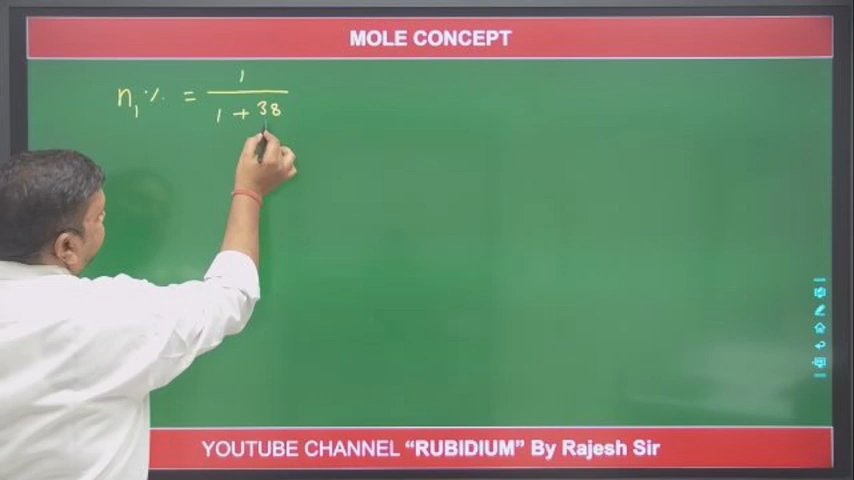 MOLE CONCEPT
n₁ % = 1 / 1 + 38
YOUTUBE CHANNEL “RUBIDIUM” By Rajesh Sir